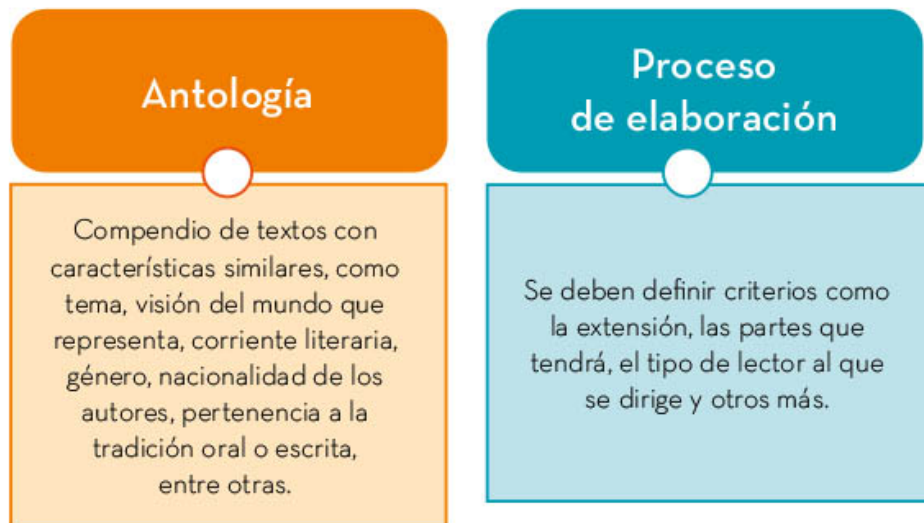 Antología
Compendio de textos con
características similares, como
tema, visión del mundo que
representa, corriente literaria,
género, nacionalidad de los
autores, pertenencia a la
tradición oral o escrita,
entre otras.
Proceso
de elaboración
Se deben definir criterios como
la extensión, las partes que
tendrá, el tipo de lector al que
se dirige y otros más.